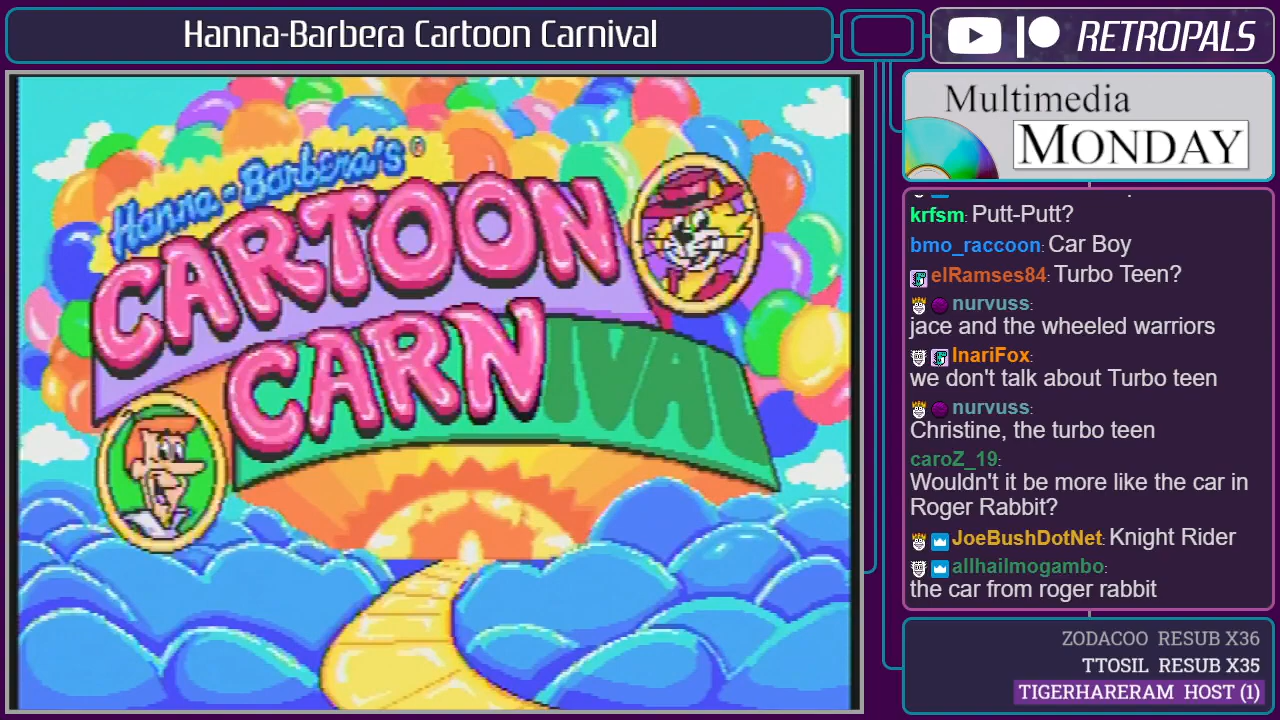 Hanna-Barbera Cartoon Carnival
RETROPALS
Hanna-Barbera's®
CARTOON
CARNIVAL
Multimedia
MONDAY
krfsm: Putt-Putt?
bmo_raccoon: Car Boy
elRamses84: Turbo Teen?
nurvuss:
jace and the wheeled warriors
InariFox:
we don't talk about Turbo teen
nurvuss:
Christine, the turbo teen
caroZ_19:
Wouldn't it be more like the car in
Roger Rabbit?
JoeBushDotNet: Knight Rider
allhailmogambo:
the car from roger rabbit
ZODACOO RESUB X36
TTOSIL RESUB X35
TIGERHARERAM HOST (1)